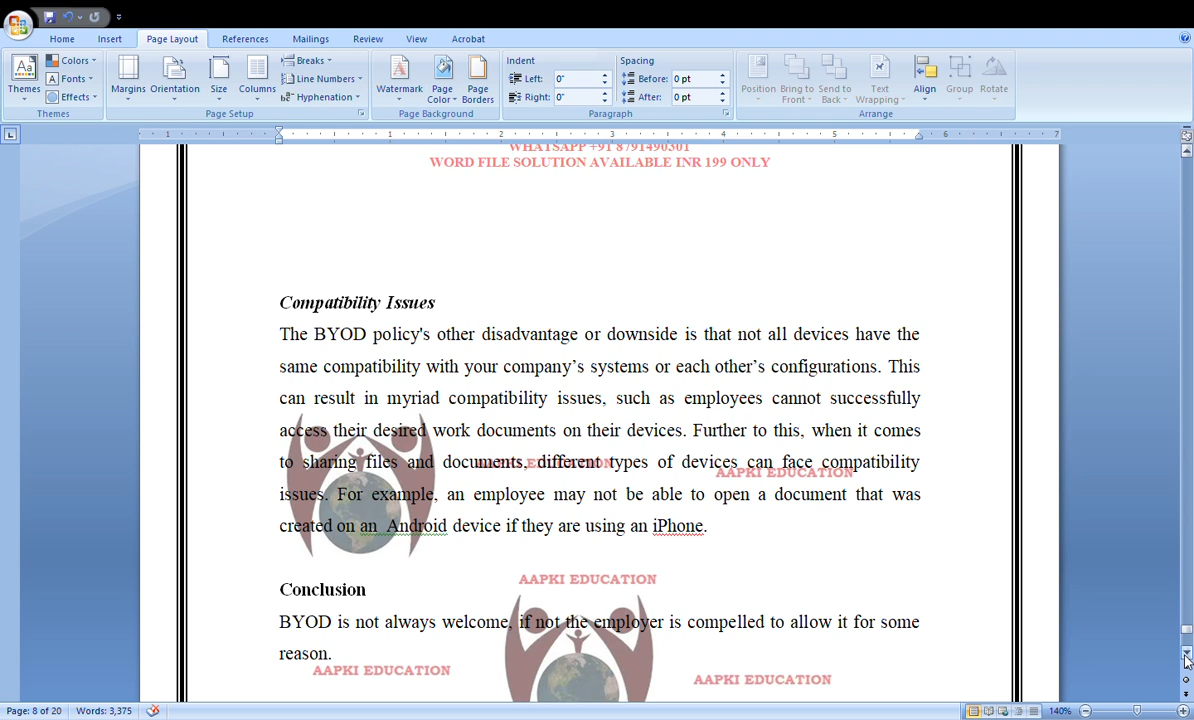 Home Insert Page Layout References Mailings Review View Acrobat
Themes Colors Fonts Effects Themes
Margins Orientation Size Columns Breaks Line Numbers Hyphenation Page Setup
Watermark Page Color Page Borders Page Background
Indent Left: 0" Right: 0" Spacing Before: 0 pt After: 0 pt Paragraph
Position Bring to Front Send to Back Text Wrapping Align Group Rotate Arrange
1 1 2 3 4 5 6 7
WHATSAPP +91 8791490301
WORD FILE SOLUTION AVAILABLE INR 199 ONLY
Compatibility Issues
The BYOD policy's other disadvantage or downside is that not all devices have the
same compatibility with your company’s systems or each other’s configurations. This
can result in myriad compatibility issues, such as employees cannot successfully
access their desired work documents on their devices. Further to this, when it comes
to sharing files and documents, different types of devices can face compatibility
AAPKI EDUCATION AAPKI EDUCATION
issues. For example, an employee may not be able to open a document that was
created on an Android device if they are using an iPhone.
AAPKI EDUCATION
Conclusion
BYOD is not always welcome, if not the employer is compelled to allow it for some
reason.
AAPKI EDUCATION AAPKI EDUCATION
Page: 8 of 20 Words: 3,375 140%